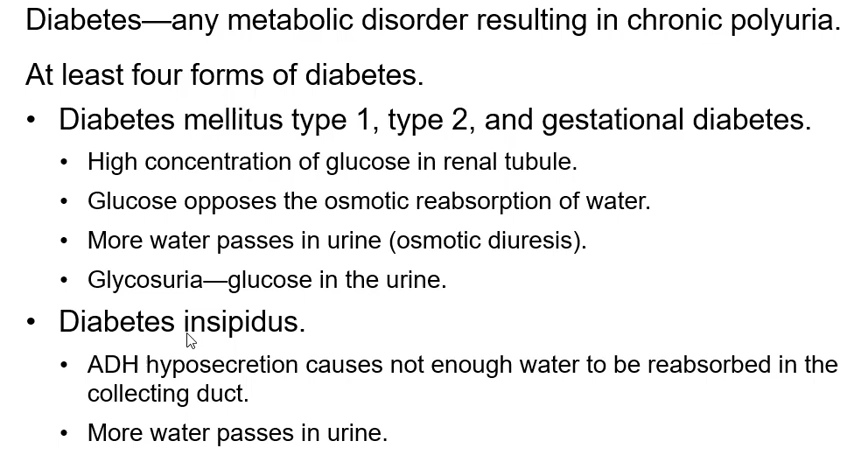 Diabetes—any metabolic disorder resulting in chronic polyuria.
At least four forms of diabetes.
• Diabetes mellitus type 1, type 2, and gestational diabetes.
• High concentration of glucose in renal tubule.
• Glucose opposes the osmotic reabsorption of water.
• More water passes in urine (osmotic diuresis).
• Glycosuria—glucose in the urine.
• Diabetes insipidus.
• ADH hyposecretion causes not enough water to be reabsorbed in the
collecting duct.
• More water passes in urine.